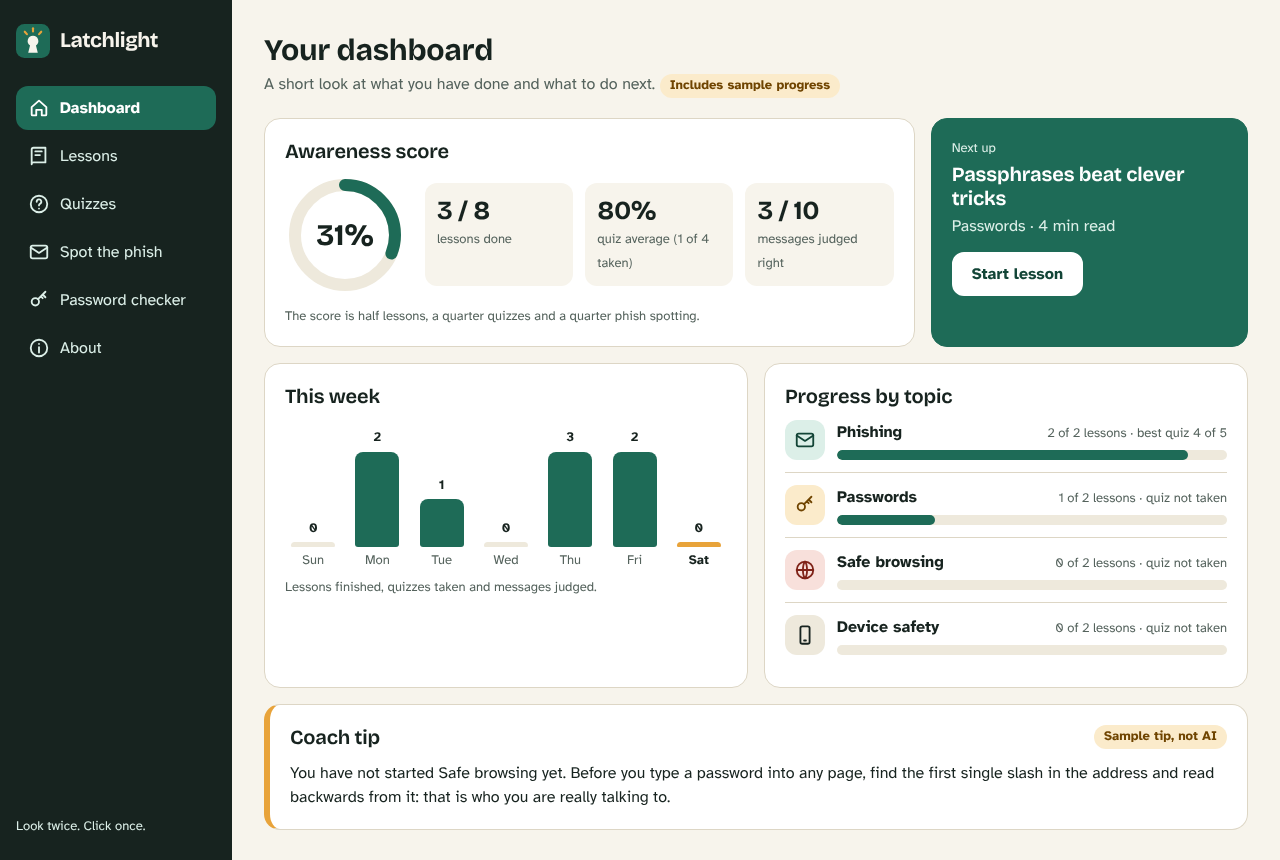 Latchlight
Dashboard
Lessons
Quizzes
Spot the phish
Password checker
About
Look twice. Click once.
Your dashboard
A short look at what you have done and what to do next. Includes sample progress
Awareness score
31%
3 / 8
lessons done
80%
quiz average (1 of 4
taken)
3 / 10
messages judged
right
The score is half lessons, a quarter quizzes and a quarter phish spotting.
Next up
Passphrases beat clever
tricks
Passwords · 4 min read
Start lesson
This week
0 2 1 0 3 2 0
Sun Mon Tue Wed Thu Fri Sat
Lessons finished, quizzes taken and messages judged.
Progress by topic
Phishing 2 of 2 lessons · best quiz 4 of 5
Passwords 1 of 2 lessons · quiz not taken
Safe browsing 0 of 2 lessons · quiz not taken
Device safety 0 of 2 lessons · quiz not taken
Coach tip Sample tip, not AI
You have not started Safe browsing yet. Before you type a password into any page, find the first single slash in the address and read
backwards from it: that is who you are really talking to.